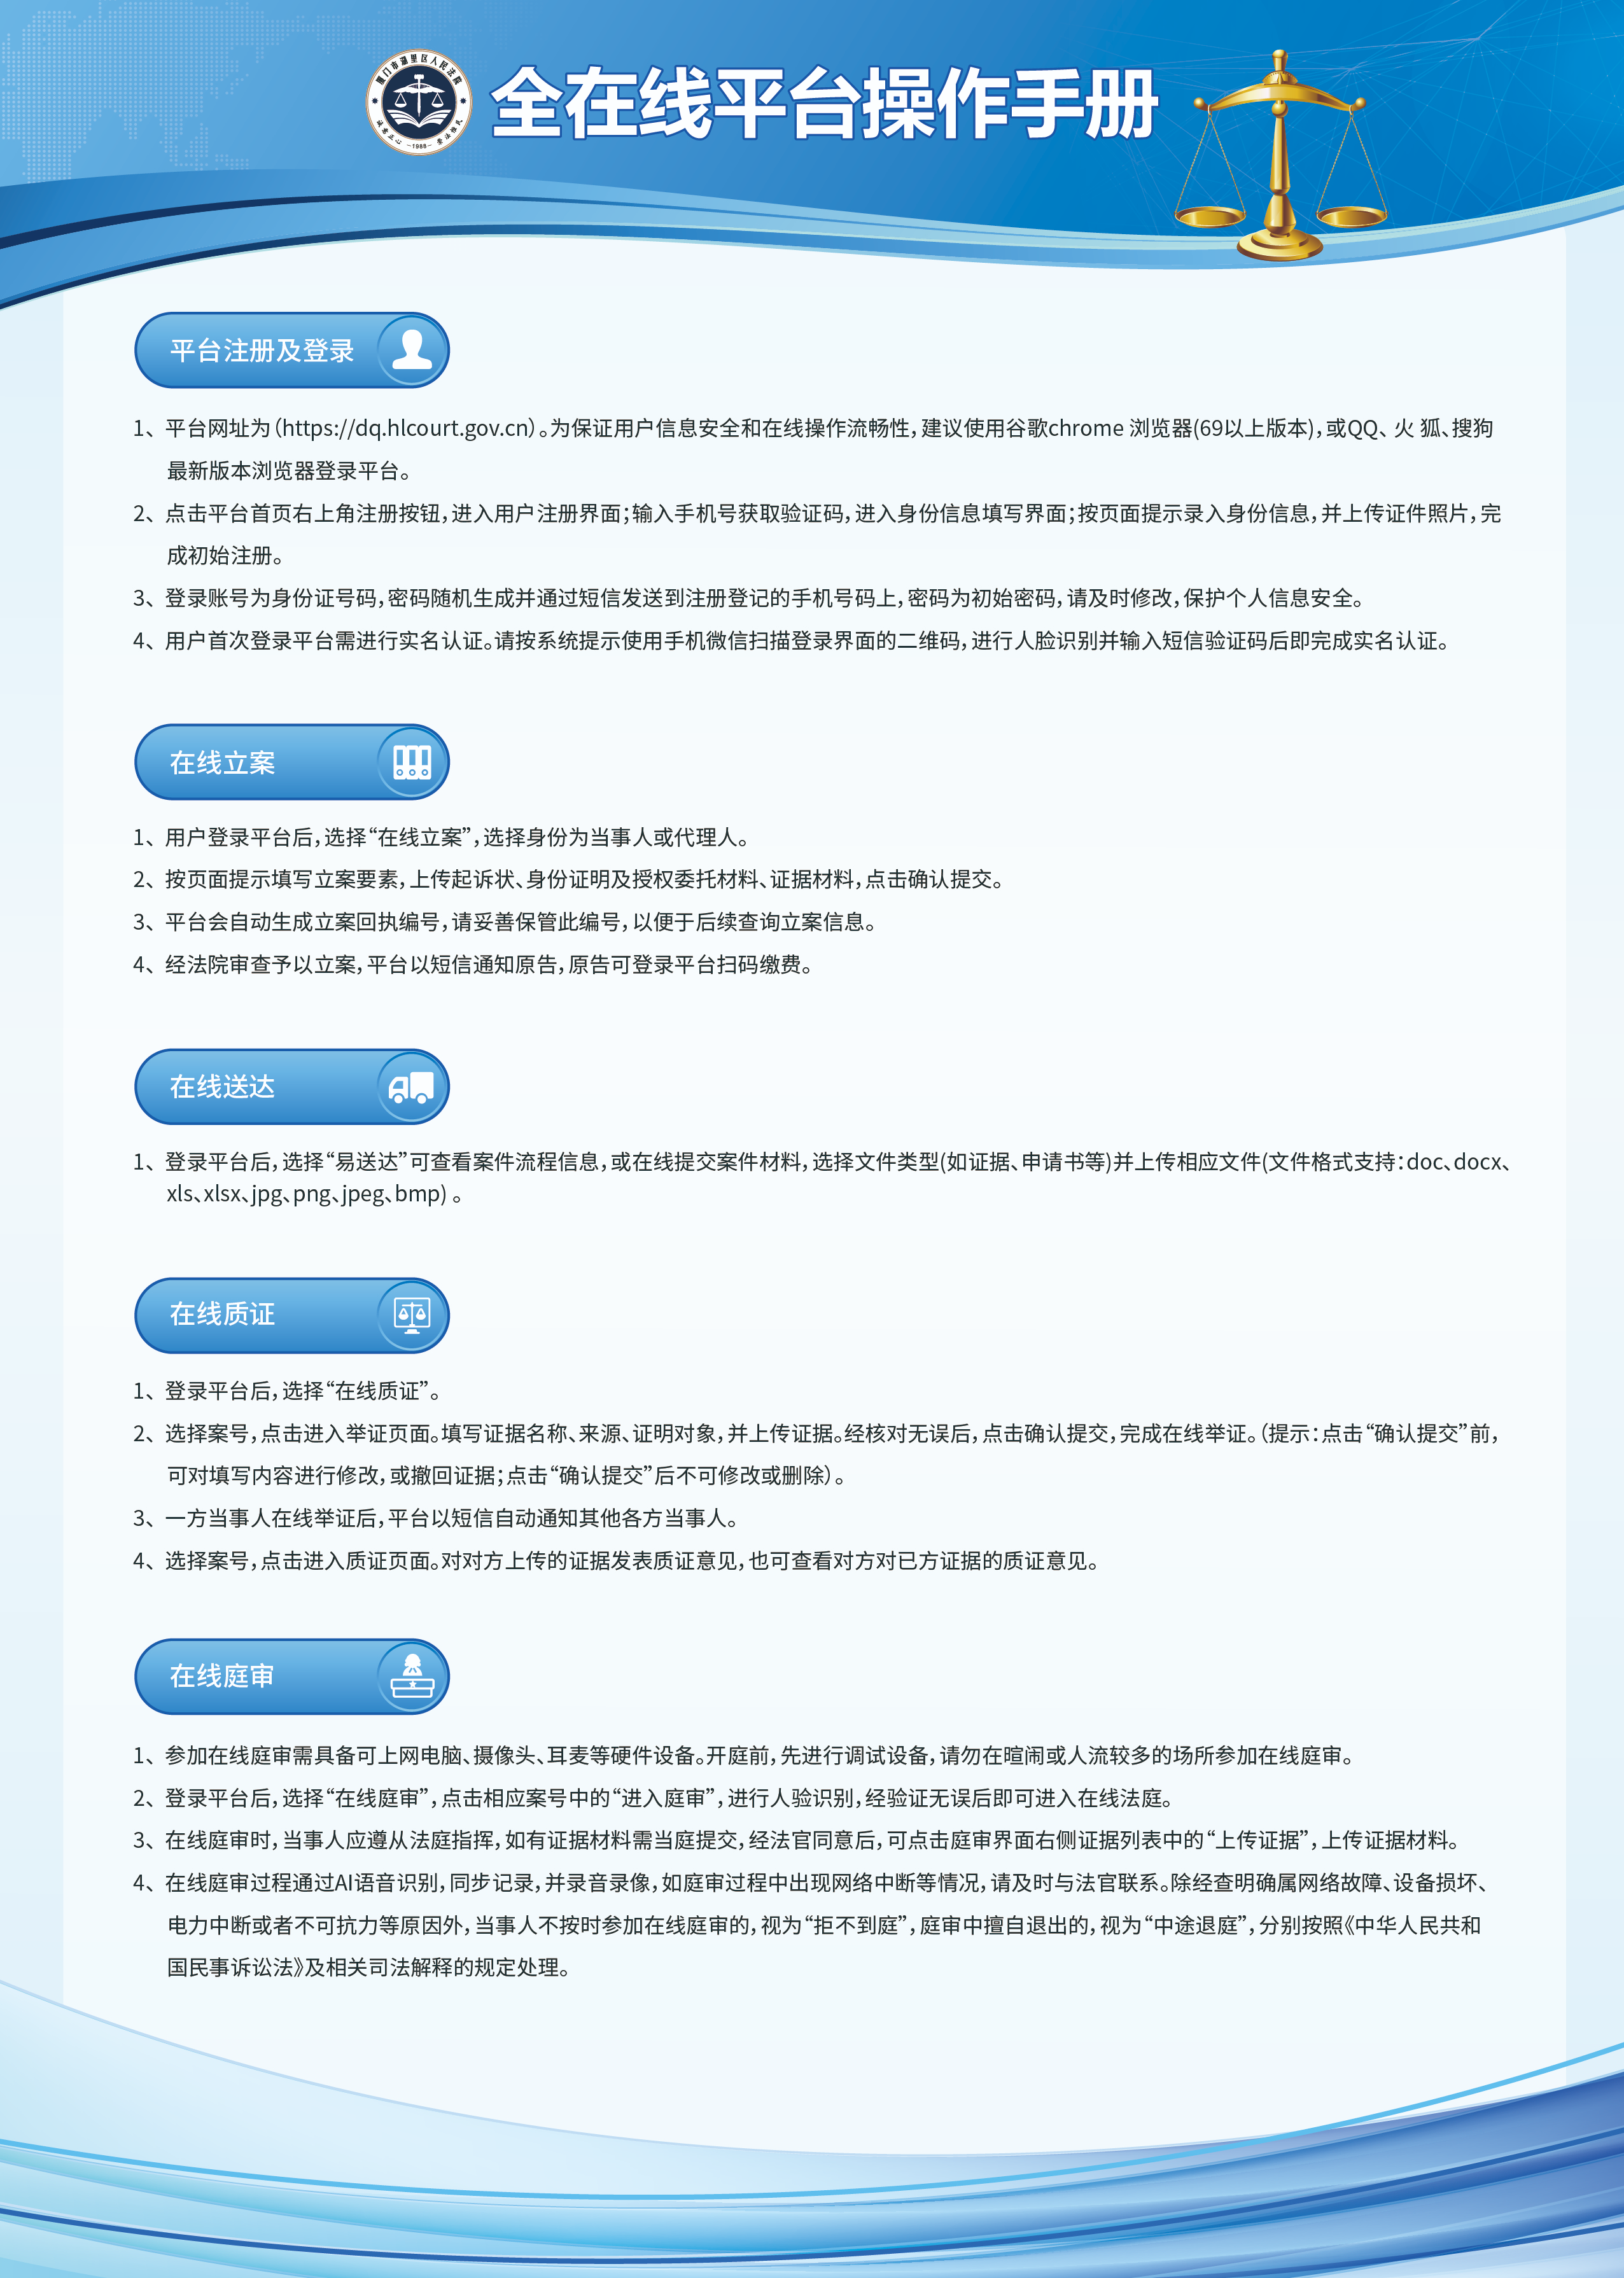 厦门市湖里区人民法院
诚爱正心 -1988- 崇法惟民
全在线平台操作手册
平台注册及登录
1、平台网址为(https://dq.hlcourt.gov.cn)。为保证用户信息安全和在线操作流畅性，建议使用谷歌chrome 浏览器(69以上版本)，或QQ、 火 狐、搜狗
最新版本浏览器登录平台。
2、点击平台首页右上角注册按钮，进入用户注册界面；输入手机号获取验证码，进入身份信息填写界面；按页面提示录入身份信息，并上传证件照片，完
成初始注册。
3、登录账号为身份证号码，密码随机生成并通过短信发送到注册登记的手机号码上，密码为初始密码，请及时修改，保护个人信息安全。
4、用户首次登录平台需进行实名认证。请按系统提示使用手机微信扫描登录界面的二维码，进行人脸识别并输入短信验证码后即完成实名认证。
在线立案
1、用户登录平台后，选择“在线立案”，选择身份为当事人或代理人。
2、按页面提示填写立案要素，上传起诉状、身份证明及授权委托材料、证据材料，点击确认提交。
3、平台会自动生成立案回执编号，请妥善保管此编号，以便于后续查询立案信息。
4、经法院审查予以立案，平台以短信通知原告，原告可登录平台扫码缴费。
在线送达
1、登录平台后，选择“易送达”可查看案件流程信息，或在线提交案件材料，选择文件类型(如证据、申请书等)并上传相应文件(文件格式支持：doc、docx、
xls、xlsx、jpg、png、jpeg、bmp) 。
在线质证
1、登录平台后，选择“在线质证”。
2、选择案号，点击进入举证页面。填写证据名称、来源、证明对象，并上传证据。经核对无误后，点击确认提交，完成在线举证。（提示：点击“确认提交”前，
可对填写内容进行修改，或撤回证据；点击“确认提交”后不可修改或删除）。
3、一方当事人在线举证后，平台以短信自动通知其他各方当事人。
4、选择案号，点击进入质证页面。对对方上传的证据发表质证意见，也可查看对方对已方证据的质证意见。
在线庭审
1、参加在线庭审需具备可上网电脑、摄像头、耳麦等硬件设备。开庭前，先进行调试设备，请勿在暄闹或人流较多的场所参加在线庭审。
2、登录平台后，选择“在线庭审”，点击相应案号中的“进入庭审”，进行人验识别，经验证无误后即可进入在线法庭。
3、在线庭审时，当事人应遵从法庭指挥，如有证据材料需当庭提交，经法官同意后，可点击庭审界面右侧证据列表中的“上传证据”，上传证据材料。
4、在线庭审过程通过AI语音识别，同步记录，并录音录像，如庭审过程中出现网络中断等情况，请及时与法官联系。除经查明确属网络故障、设备损坏、
电力中断或者不可抗力等原因外，当事人不按时参加在线庭审的，视为“拒不到庭”，庭审中擅自退出的，视为“中途退庭”，分别按照《中华人民共和
国民事诉讼法》及相关司法解释的规定处理。